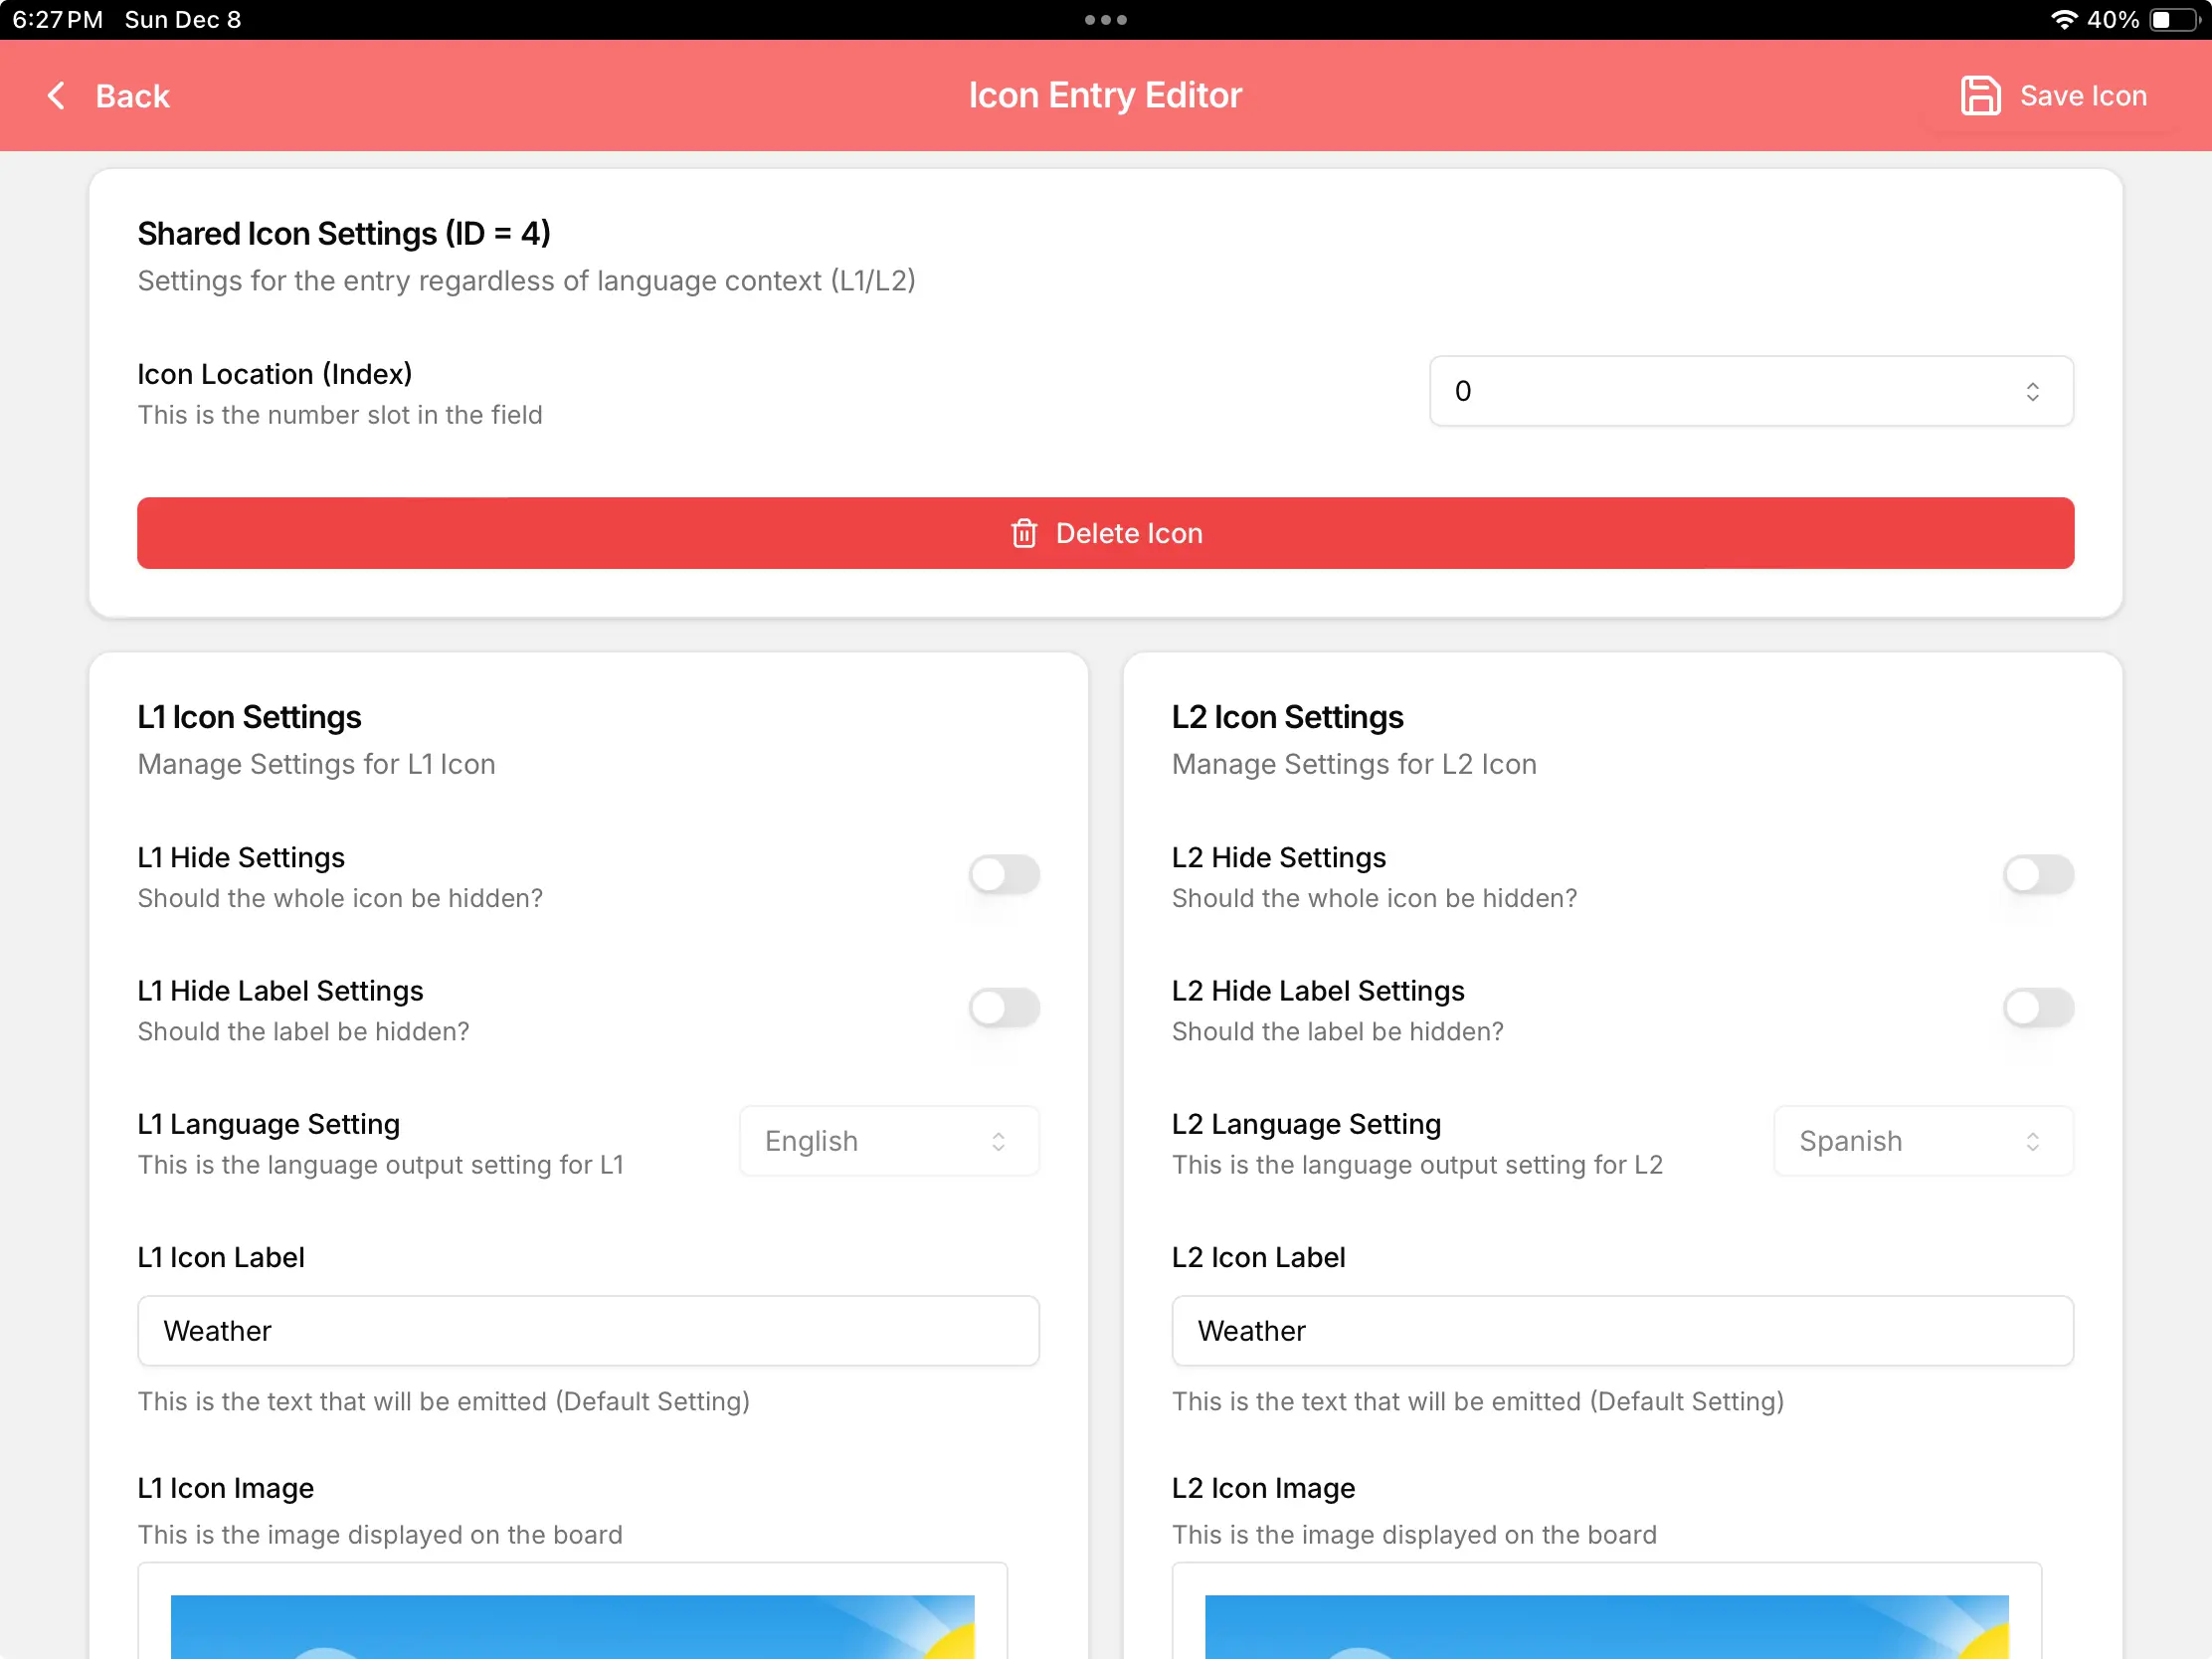 6:27 PM Sun Dec 8
40%
Back
Icon Entry Editor
Save Icon
Shared Icon Settings (ID = 4)
Settings for the entry regardless of language context (L1/L2)
Icon Location (Index)
This is the number slot in the field
0
Delete Icon
L1 Icon Settings
Manage Settings for L1 Icon
L1 Hide Settings
Should the whole icon be hidden?
L1 Hide Label Settings
Should the label be hidden?
L1 Language Setting
This is the language output setting for L1
English
L1 Icon Label
Weather
This is the text that will be emitted (Default Setting)
L1 Icon Image
This is the image displayed on the board
L2 Icon Settings
Manage Settings for L2 Icon
L2 Hide Settings
Should the whole icon be hidden?
L2 Hide Label Settings
Should the label be hidden?
L2 Language Setting
This is the language output setting for L2
Spanish
L2 Icon Label
Weather
This is the text that will be emitted (Default Setting)
L2 Icon Image
This is the image displayed on the board